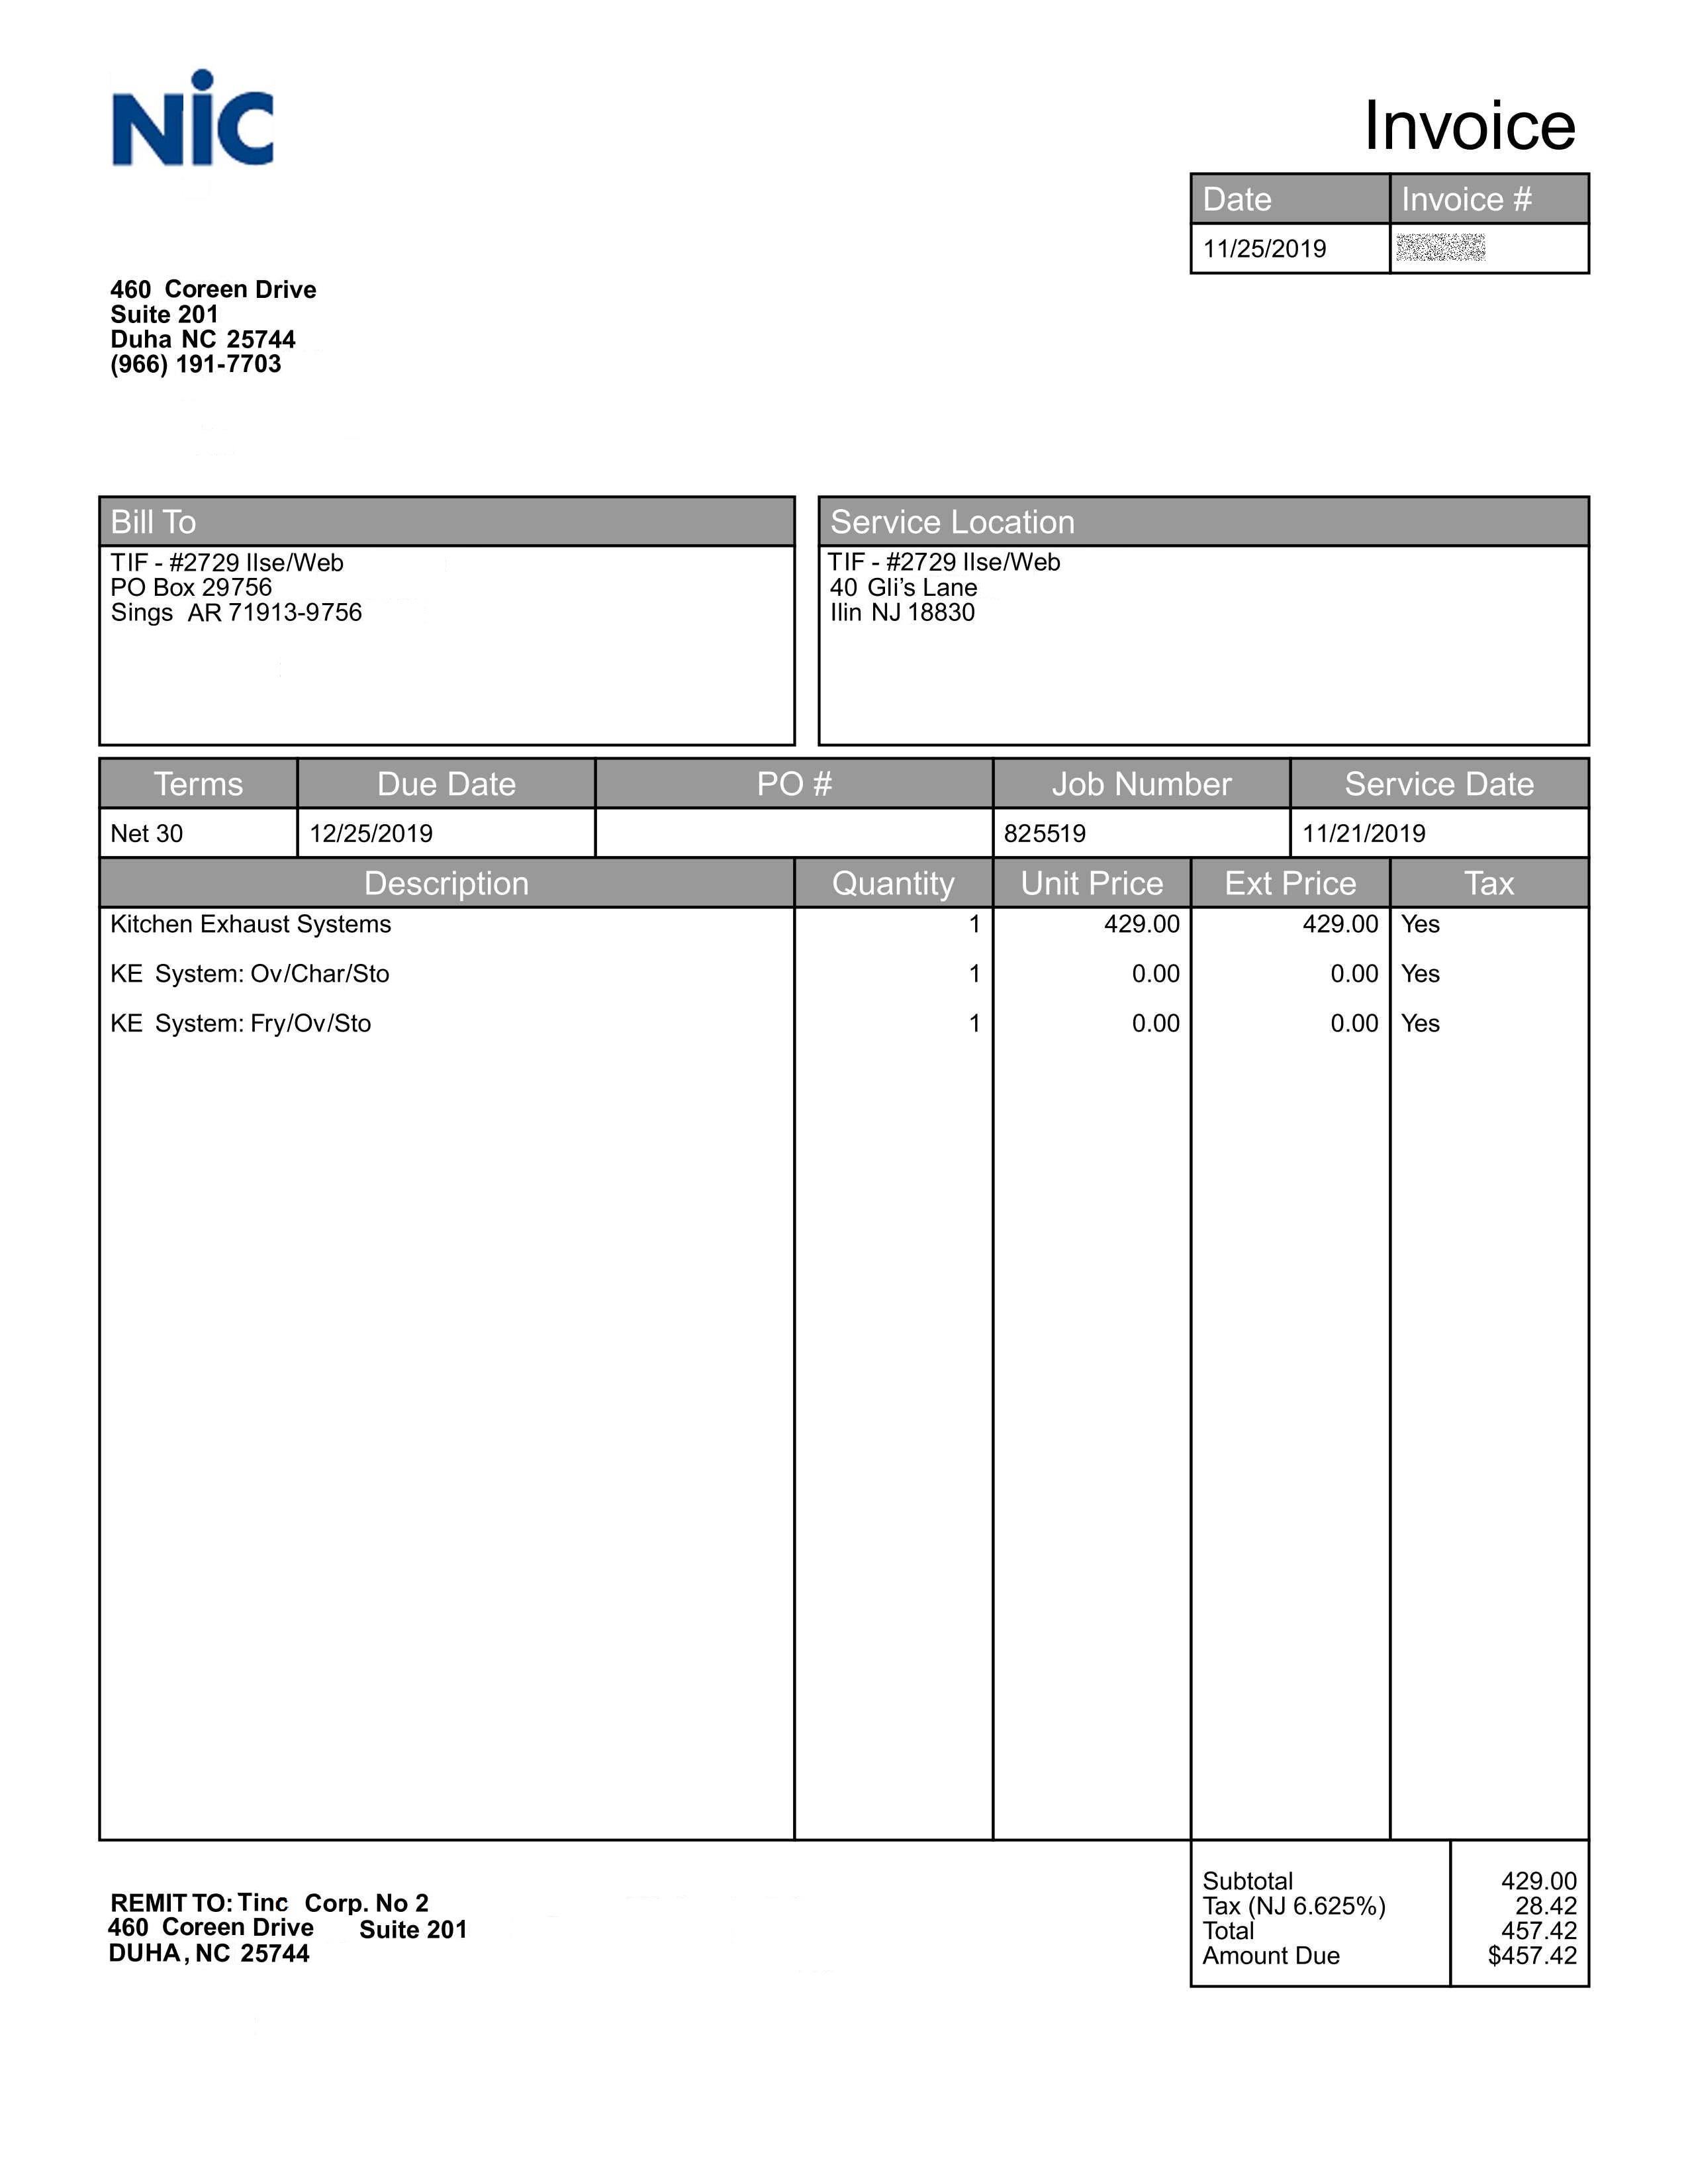 NiC
Invoice
Date Invoice #
11/25/2019
460 Coreen Drive
Suite 201
Duha NC 25744
(966) 191-7703
Bill To
TIF - #2729 Ilse/Web
PO Box 29756
Sings AR 71913-9756
Service Location
TIF - #2729 Ilse/Web
40 Gli’s Lane
Ilin NJ 18830
Terms Due Date PO # Job Number Service Date
Net 30 12/25/2019 825519 11/21/2019
Description Quantity Unit Price Ext Price Tax
Kitchen Exhaust Systems 1 429.00 429.00 Yes
KE System: Ov/Char/Sto 1 0.00 0.00 Yes
KE System: Fry/Ov/Sto 1 0.00 0.00 Yes
REMIT TO: Tinc Corp. No 2
460 Coreen Drive Suite 201
DUHA, NC 25744
Subtotal 429.00
Tax (NJ 6.625%) 28.42
Total 457.42
Amount Due $457.42